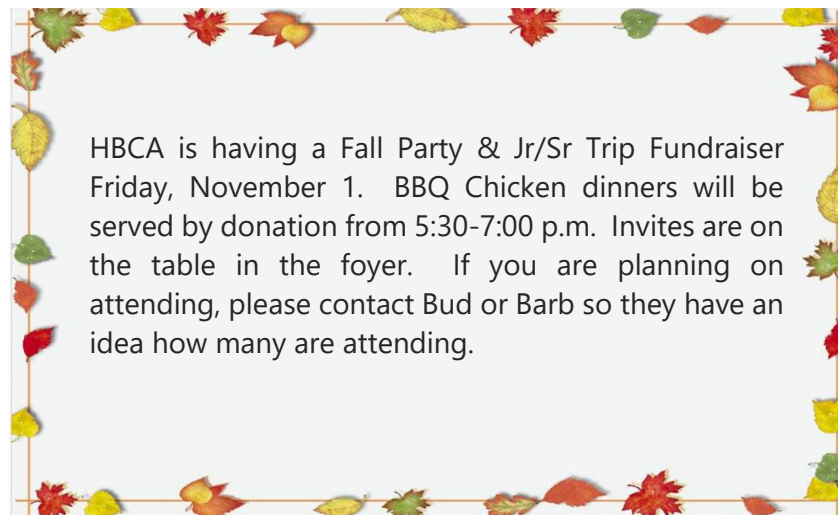 HBCA is having a Fall Party & Jr/Sr Trip Fundraiser
Friday, November 1. BBQ Chicken dinners will be
served by donation from 5:30-7:00 p.m. Invites are on
the table in the foyer. If you are planning on
attending, please contact Bud or Barb so they have an
idea how many are attending.